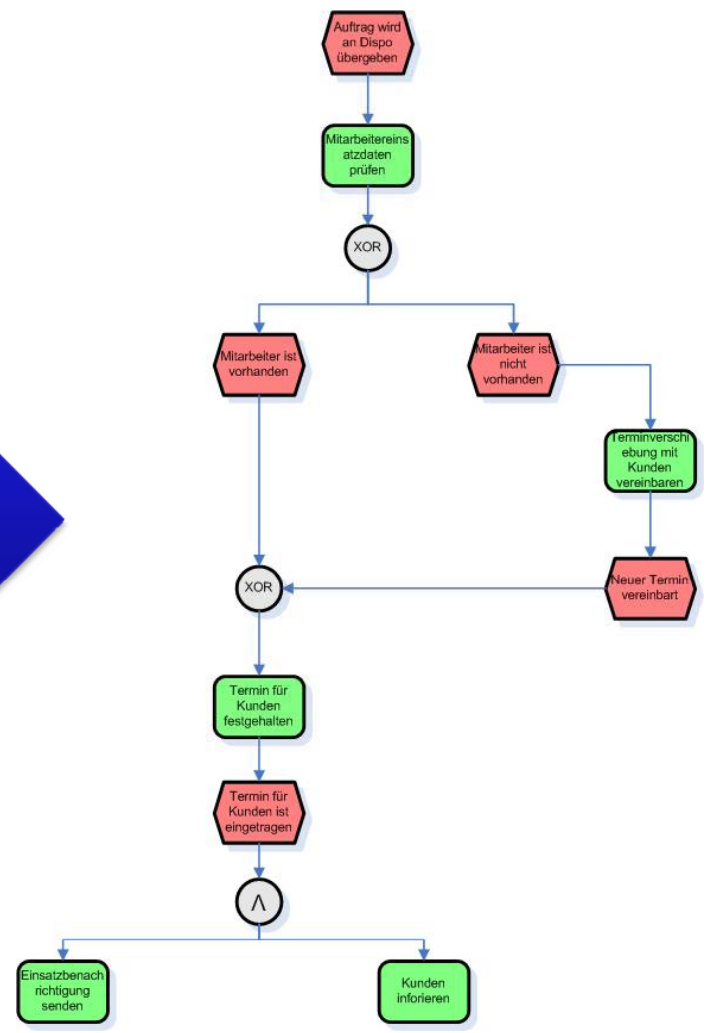 Auftrag wird
an Dispo
übergeben
Mitarbeitereins
atzdaten
prüfen
XOR
Mitarbeiter ist
vorhanden
Mitarbeiter ist
nicht
vorhanden
Terminverschi
ebung mit
Kunden
vereinbaren
XOR
Neuer Termin
vereinbart
Termin für
Kunden
festgehalten
Termin für
Kunden ist
eingetragen
Λ
Einsatzbenach
richtigung
senden
Kunden
inforieren